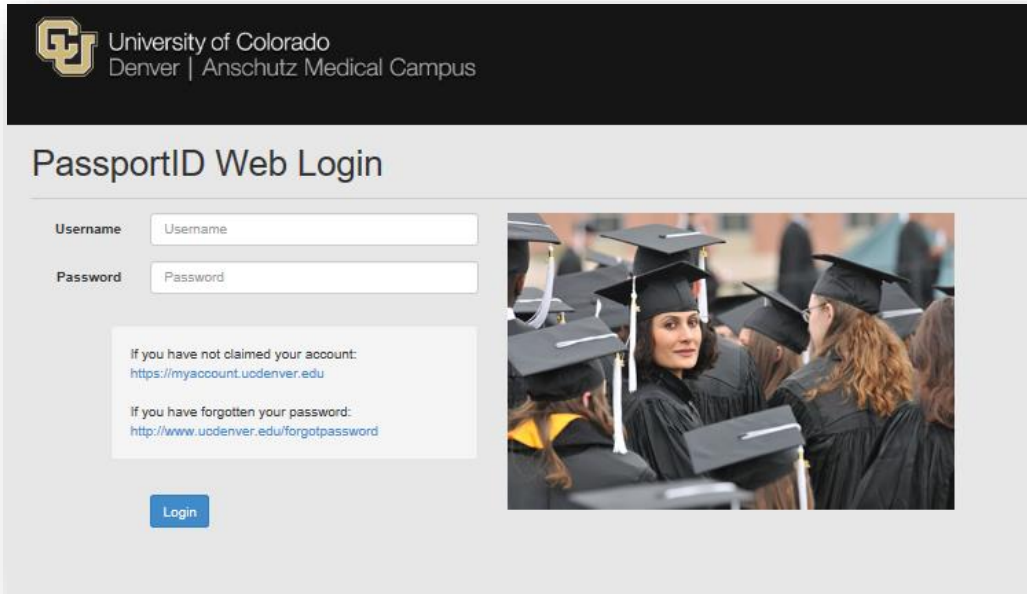 CU
University of Colorado
Denver | Anschutz Medical Campus
PassportID Web Login
Username
Username
Password
Password
If you have not claimed your account:
https://myaccount.ucdenver.edu
If you have forgotten your password:
http://www.ucdenver.edu/forgotpassword
Login